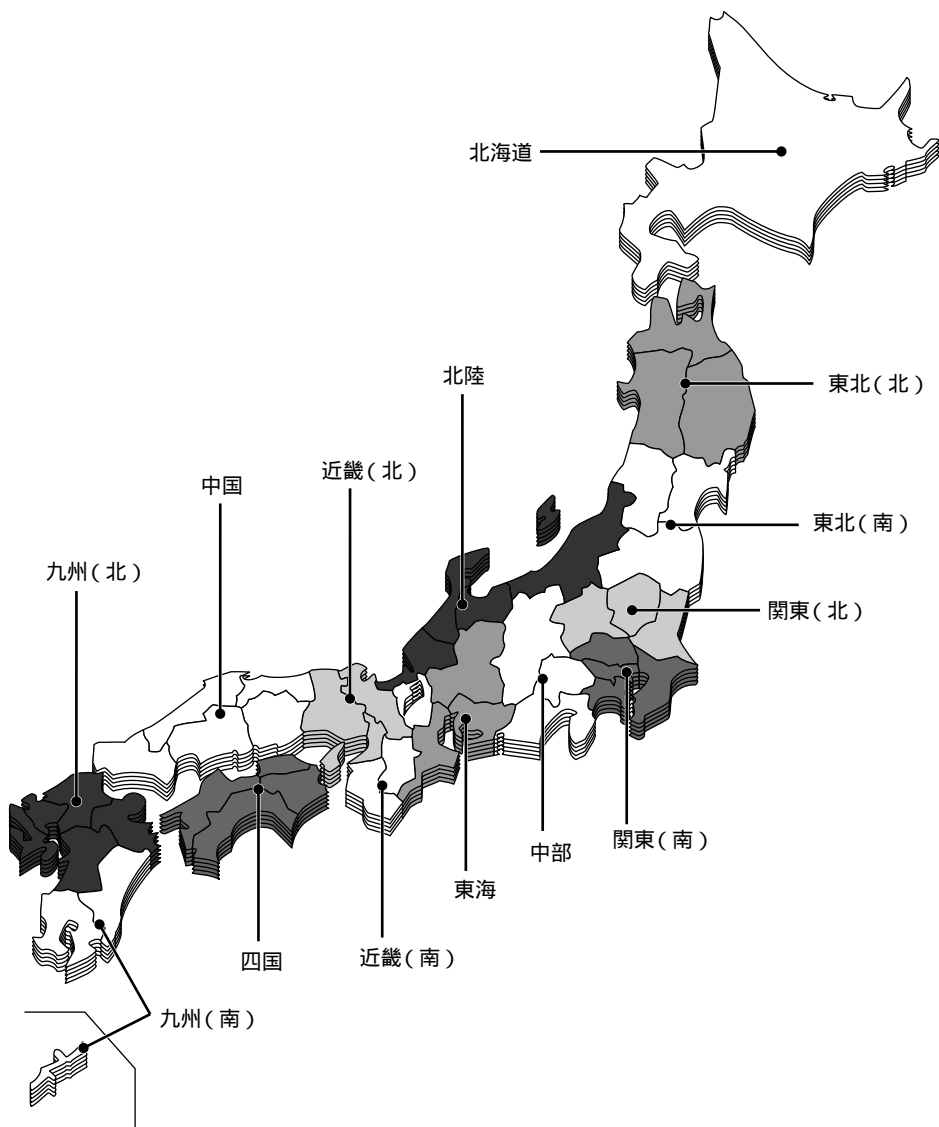 北海道
北陸
東北(北)
近畿(北)
中国
東北(南)
九州(北)
関東(北)
関東(南)
中部
東海
近畿(南)
四国
九州(南)